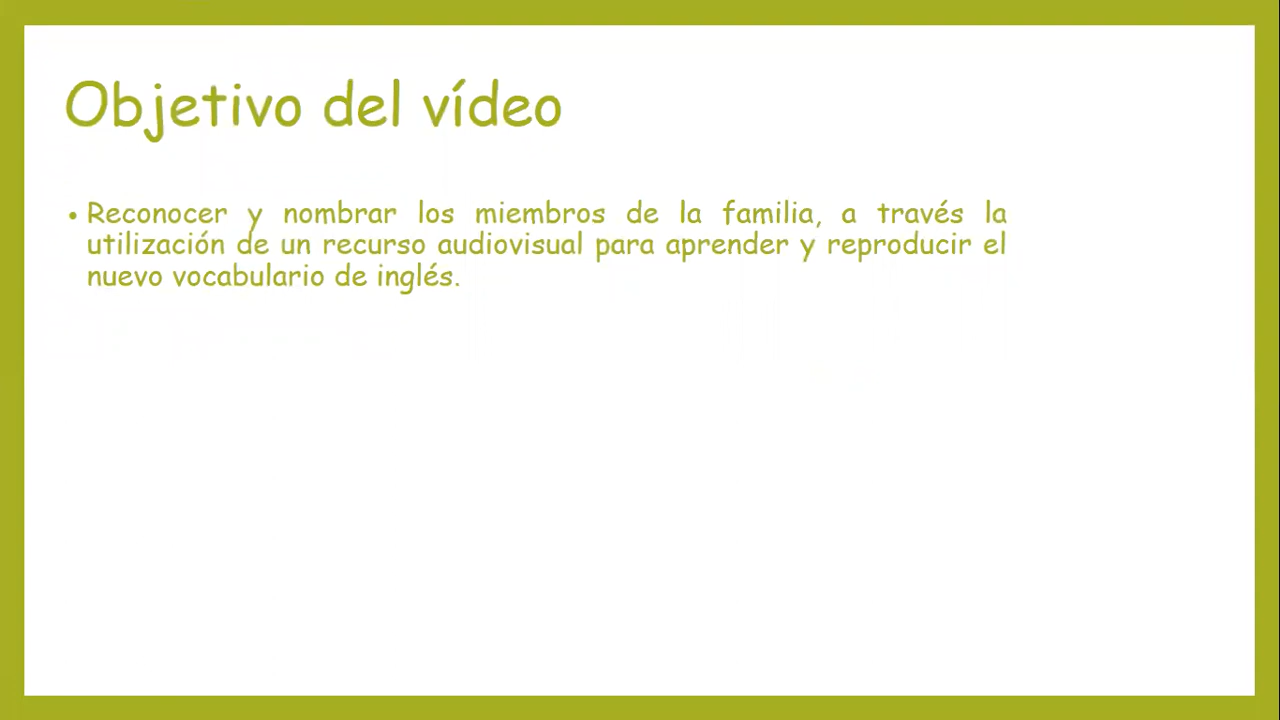 Objetivo del vídeo
• Reconocer y nombrar los miembros de la familia, a través la
utilización de un recurso audiovisual para aprender y reproducir el
nuevo vocabulario de inglés.